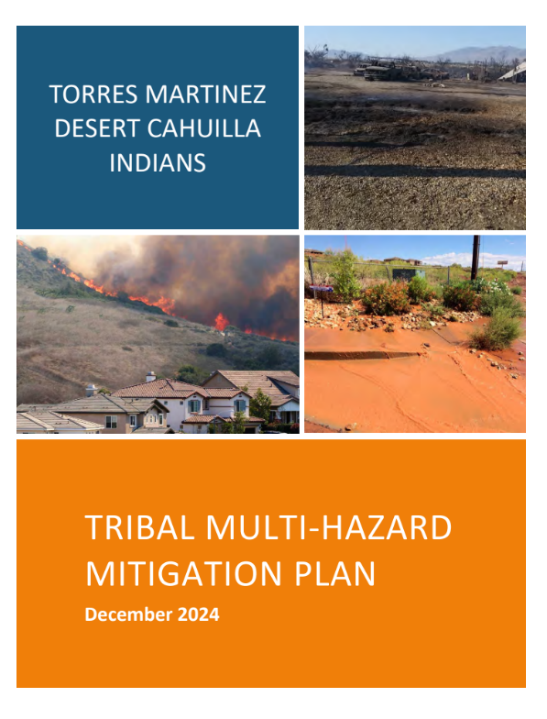 TORRES MARTINEZ
DESERT CAHUILLA
INDIANS
TRIBAL MULTI-HAZARD
MITIGATION PLAN
December 2024